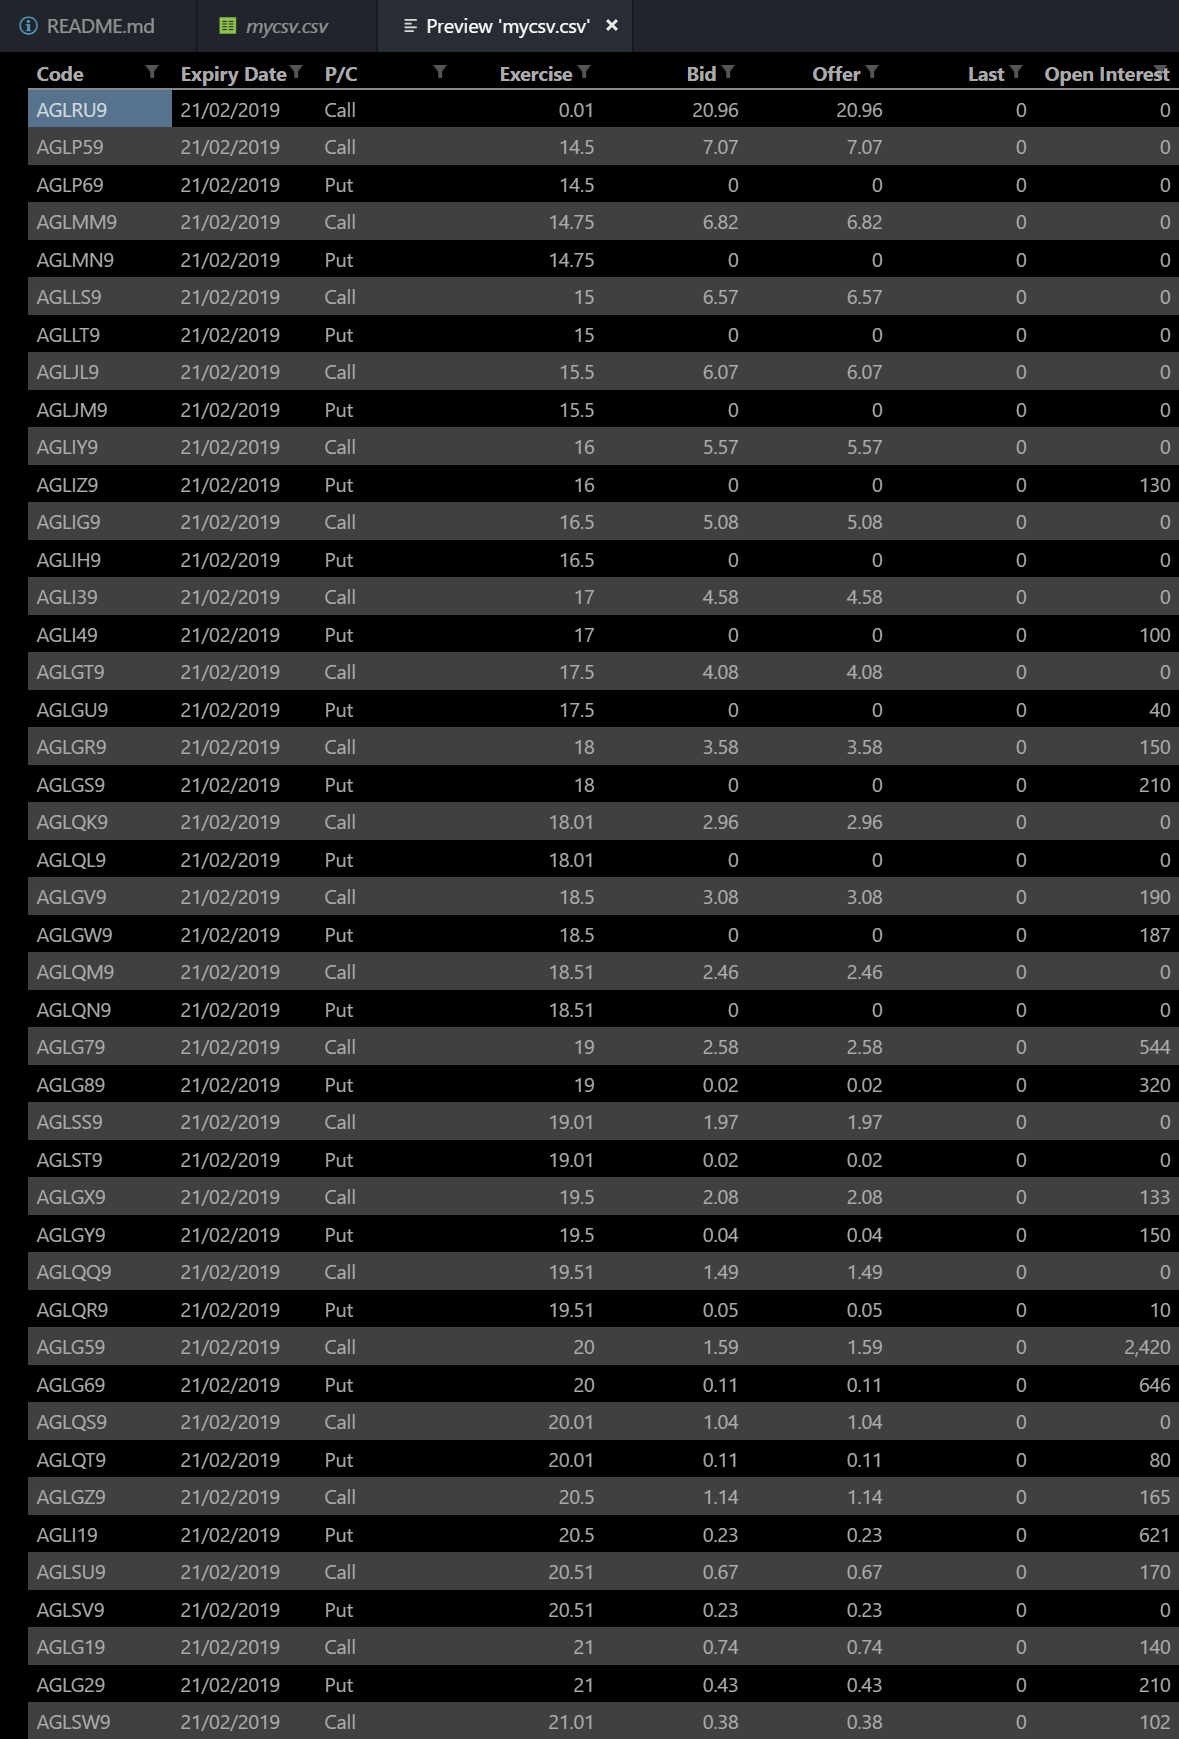 README.md mycsv.csv Preview 'mycsv.csv' ×
Code Expiry Date P/C Exercise Bid Offer Last Open Interest
AGLRU9 21/02/2019 Call 0.01 20.96 20.96 0 0
AGLP59 21/02/2019 Call 14.5 7.07 7.07 0 0
AGLP69 21/02/2019 Put 14.5 0 0 0 0
AGLMM9 21/02/2019 Call 14.75 6.82 6.82 0 0
AGLMN9 21/02/2019 Put 14.75 0 0 0 0
AGLLS9 21/02/2019 Call 15 6.57 6.57 0 0
AGLLT9 21/02/2019 Put 15 0 0 0 0
AGLJL9 21/02/2019 Call 15.5 6.07 6.07 0 0
AGLJM9 21/02/2019 Put 15.5 0 0 0 0
AGLIY9 21/02/2019 Call 16 5.57 5.57 0 0
AGLIZ9 21/02/2019 Put 16 0 0 0 130
AGLIG9 21/02/2019 Call 16.5 5.08 5.08 0 0
AGLIH9 21/02/2019 Put 16.5 0 0 0 0
AGLI39 21/02/2019 Call 17 4.58 4.58 0 0
AGLI49 21/02/2019 Put 17 0 0 0 100
AGLGT9 21/02/2019 Call 17.5 4.08 4.08 0 0
AGLGU9 21/02/2019 Put 17.5 0 0 0 40
AGLGR9 21/02/2019 Call 18 3.58 3.58 0 150
AGLGS9 21/02/2019 Put 18 0 0 0 210
AGLQK9 21/02/2019 Call 18.01 2.96 2.96 0 0
AGLQL9 21/02/2019 Put 18.01 0 0 0 0
AGLGV9 21/02/2019 Call 18.5 3.08 3.08 0 190
AGLGW9 21/02/2019 Put 18.5 0 0 0 187
AGLQM9 21/02/2019 Call 18.51 2.46 2.46 0 0
AGLQN9 21/02/2019 Put 18.51 0 0 0 0
AGLG79 21/02/2019 Call 19 2.58 2.58 0 544
AGLG89 21/02/2019 Put 19 0.02 0.02 0 320
AGLSS9 21/02/2019 Call 19.01 1.97 1.97 0 0
AGLST9 21/02/2019 Put 19.01 0.02 0.02 0 0
AGLGX9 21/02/2019 Call 19.5 2.08 2.08 0 133
AGLGY9 21/02/2019 Put 19.5 0.04 0.04 0 150
AGLQQ9 21/02/2019 Call 19.51 1.49 1.49 0 0
AGLQR9 21/02/2019 Put 19.51 0.05 0.05 0 10
AGLG59 21/02/2019 Call 20 1.59 1.59 0 2,420
AGLG69 21/02/2019 Put 20 0.11 0.11 0 646
AGLQS9 21/02/2019 Call 20.01 1.04 1.04 0 0
AGLQT9 21/02/2019 Put 20.01 0.11 0.11 0 80
AGLGZ9 21/02/2019 Call 20.5 1.14 1.14 0 165
AGLI19 21/02/2019 Put 20.5 0.23 0.23 0 621
AGLSU9 21/02/2019 Call 20.51 0.67 0.67 0 170
AGLSV9 21/02/2019 Put 20.51 0.23 0.23 0 0
AGLG19 21/02/2019 Call 21 0.74 0.74 0 140
AGLG29 21/02/2019 Put 21 0.43 0.43 0 210
AGLSW9 21/02/2019 Call 21.01 0.38 0.38 0 102